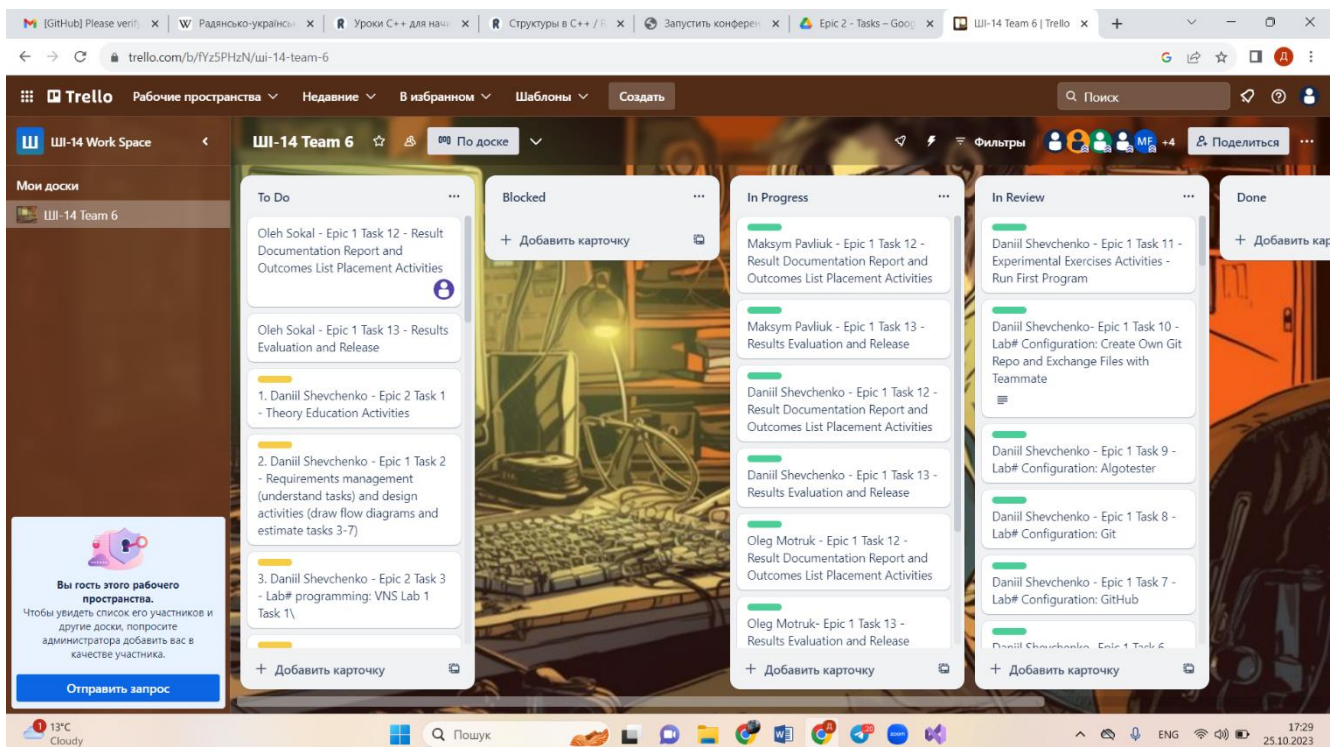 [GitHub] Please verif
Радянсько-українськ
Уроки C++ для нач
Структуры в C++ / 
Запустить конферен
Epic 2 - Tasks – Goog
ШІ-14 Team 6 | Trello
trello.com/b/fYz5PHzN/ші-14-team-6
Д
Trello
Рабочие пространства
Недавние
В избранном
Шаблоны
Создать
Поиск
Ш
ШІ-14 Work Space
ШІ-14 Team 6
По доске
Фильтры
MF
+4
Поделиться
Мои доски
ШІ-14 Team 6
Вы гость этого рабочего
пространства.
Чтобы увидеть список его участников и
другие доски, попросите
администратора добавить вас в
качестве участника.
Отправить запрос
To Do
Oleh Sokal - Epic 1 Task 12 - Result
Documentation Report and
Outcomes List Placement Activities
Oleh Sokal - Epic 1 Task 13 - Results
Evaluation and Release
1. Daniil Shevchenko - Epic 2 Task 1
- Theory Education Activities
2. Daniil Shevchenko - Epic 1 Task 2
- Requirements management
(understand tasks) and design
activities (draw flow diagrams and
estimate tasks 3-7)
3. Daniil Shevchenko - Epic 2 Task 3
- Lab# programming: VNS Lab 1
Task 1\
+ Добавить карточку
Blocked
+ Добавить карточку
In Progress
Maksym Pavliuk - Epic 1 Task 12 -
Result Documentation Report and
Outcomes List Placement Activities
Maksym Pavliuk - Epic 1 Task 13 -
Results Evaluation and Release
Daniil Shevchenko - Epic 1 Task 12 -
Result Documentation Report and
Outcomes List Placement Activities
Daniil Shevchenko - Epic 1 Task 13 -
Results Evaluation and Release
Oleg Motruk - Epic 1 Task 12 -
Result Documentation Report and
Outcomes List Placement Activities
Oleg Motruk- Epic 1 Task 13 -
Results Evaluation and Release
+ Добавить карточку
In Review
Daniil Shevchenko - Epic 1 Task 11 -
Experimental Exercises Activities -
Run First Program
Daniil Shevchenko- Epic 1 Task 10 -
Lab# Configuration: Create Own Git
Repo and Exchange Files with
Teammate
Daniil Shevchenko - Epic 1 Task 9 -
Lab# Configuration: Algotester
Daniil Shevchenko - Epic 1 Task 8 -
Lab# Configuration: Git
Daniil Shevchenko - Epic 1 Task 7 -
Lab# Configuration: GitHub
Daniil Shevchenko - Epic 1 Task 6
+ Добавить карточку
Done
+ Добавить кар
1
13°C
Cloudy
Пошук
20
zoom
ENG
17:29
25.10.2023